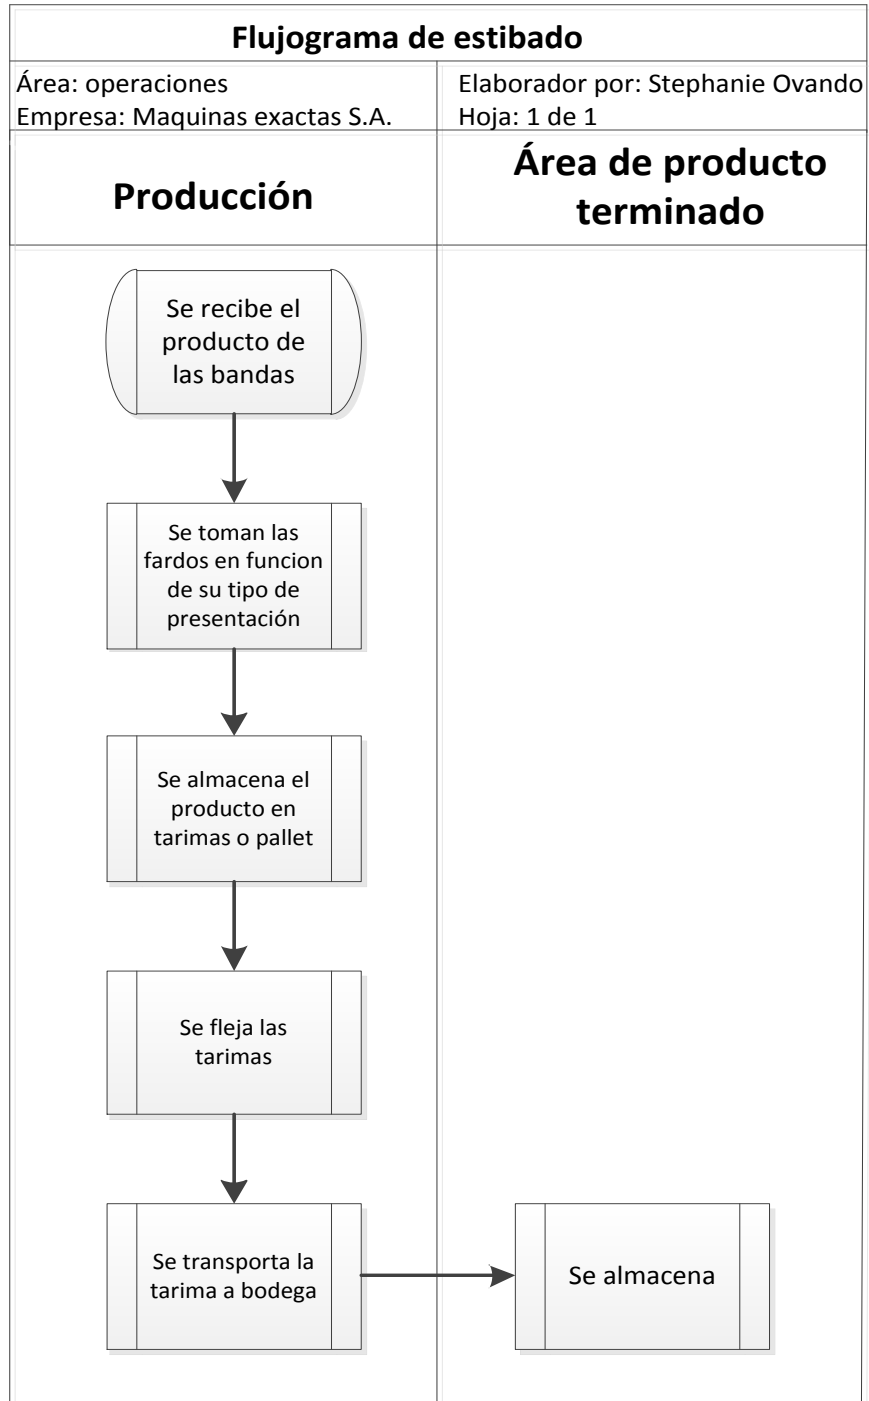 Flujograma de estibado
Área: operaciones
Empresa: Maquinas exactas S.A.
Elaborador por: Stephanie Ovando
Hoja: 1 de 1
Producción
Área de producto
terminado
Se recibe el
producto de
las bandas
Se toman las
fardos en funcion
de su tipo de
presentación
Se almacena el
producto en
tarimas o pallet
Se fleja las
tarimas
Se transporta la
tarima a bodega
Se almacena